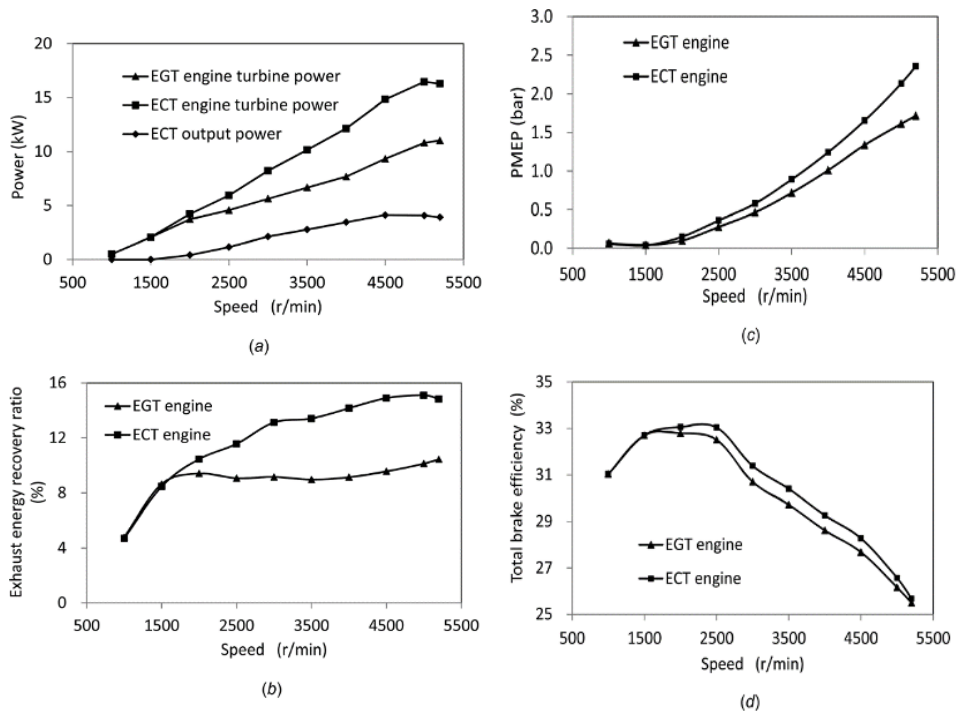 20
15
10
5
0
Power (kW)
EGT engine turbine power
ECT engine turbine power
ECT output power
500 1500 2500 3500 4500 5500
Speed (r/min)
(a)
3.0
2.5
2.0
1.5
1.0
0.5
0.0
PMEP (bar)
EGT engine
ECT engine
500 1500 2500 3500 4500 5500
Speed (r/min)
(c)
16
12
8
4
0
Exhaust energy recovery ratio
(%)
EGT engine
ECT engine
500 1500 2500 3500 4500 5500
Speed (r/min)
(b)
35
33
31
29
27
25
Total brake efficiency (%)
EGT engine
ECT engine
500 1500 2500 3500 4500 5500
Speed (r/min)
(d)